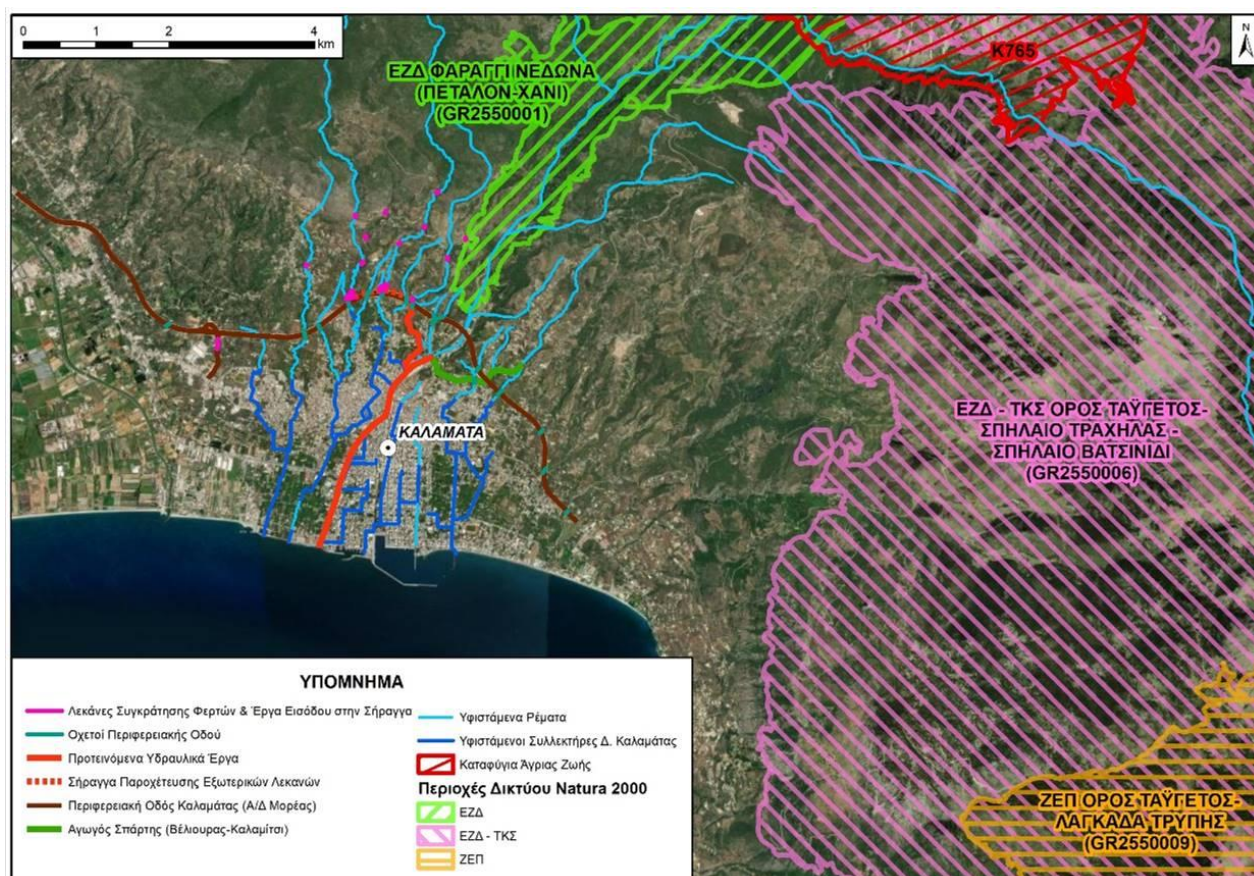 0 1 2 4
km
N
ΕΖΔ ΦΑΡΑΓΓΙ ΝΕΔΩΝΑ
(ΠΕΤΑΛΟΝ-ΧΑΝΙ)
(GR2550001)
K765
ΚΑΛΑΜΑΤΑ
ΕΖΔ - ΤΚΣ ΟΡΟΣ ΤΑΫΓΕΤΟΣ-
ΣΠΗΛΑΙΟ ΤΡΑΧΗΛΑΣ -
ΣΠΗΛΑΙΟ ΒΑΤΣΙΝΙΔΙ
(GR2550006)
ΖΕΠ ΟΡΟΣ ΤΑΫΓΕΤΟΣ-
ΛΑΓΚΑΔΑ ΤΡΥΠΗΣ
(GR2550009)
ΥΠΟΜΝΗΜΑ
Λεκάνες Συγκράτησης Φερτών & Έργα Εισόδου στην Σήραγγα
Οχετοί Περιφερειακής Οδού
Προτεινόμενα Υδραυλικά Έργα
Σήραγγα Παροχέτευσης Εξωτερικών Λεκανών
Περιφερειακή Οδός Καλαμάτας (Α/Δ Μορέας)
Αγωγός Σπάρτης (Βέλιουρας-Καλαμίτσι)
Υφιστάμενα Ρέματα
Υφιστάμενοι Συλλεκτήρες Δ. Καλαμάτας
Καταφύγια Άγριας Ζωής
Περιοχές Δικτύου Natura 2000
ΕΖΔ
ΕΖΔ - ΤΚΣ
ΖΕΠ